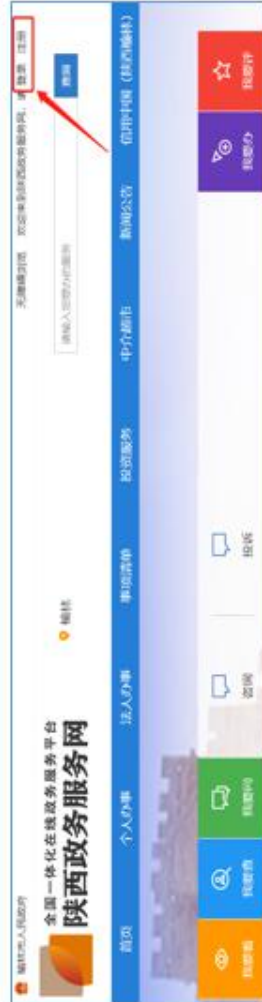 榆林市人民政府
无障碍浏览 欢迎来到陕西政务服务网，请 登录 注册
全国一体化在线政务服务平台
陕西政务服务网
榆林
请输入您想办的服务
查询
首页 个人办事 法人办事 事项清单 投资服务 中介超市 新闻公告 信用中国（陕西榆林）
我要看 我要查 我要问 咨询 投诉 我要办 我要评